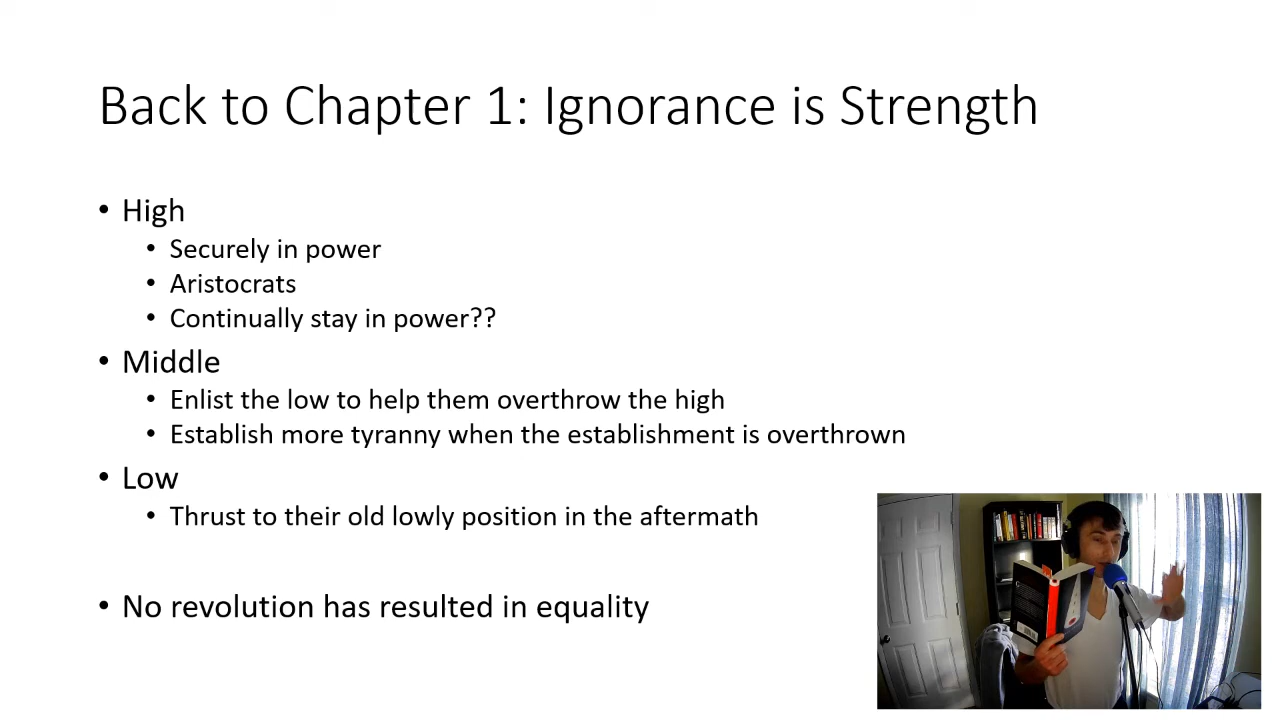 Back to Chapter 1: Ignorance is Strength
• High
• Securely in power
• Aristocrats
• Continually stay in power??
• Middle
• Enlist the low to help them overthrow the high
• Establish more tyranny when the establishment is overthrown
• Low
• Thrust to their old lowly position in the aftermath
• No revolution has resulted in equality